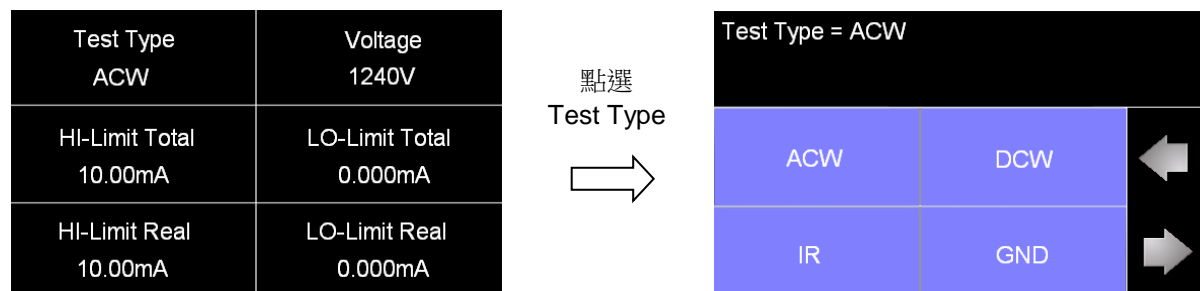 Test Type
ACW
Voltage
1240V
HI-Limit Total
10.00mA
LO-Limit Total
0.000mA
HI-Limit Real
10.00mA
LO-Limit Real
0.000mA
點選
Test Type
Test Type = ACW
ACW
DCW
IR
GND